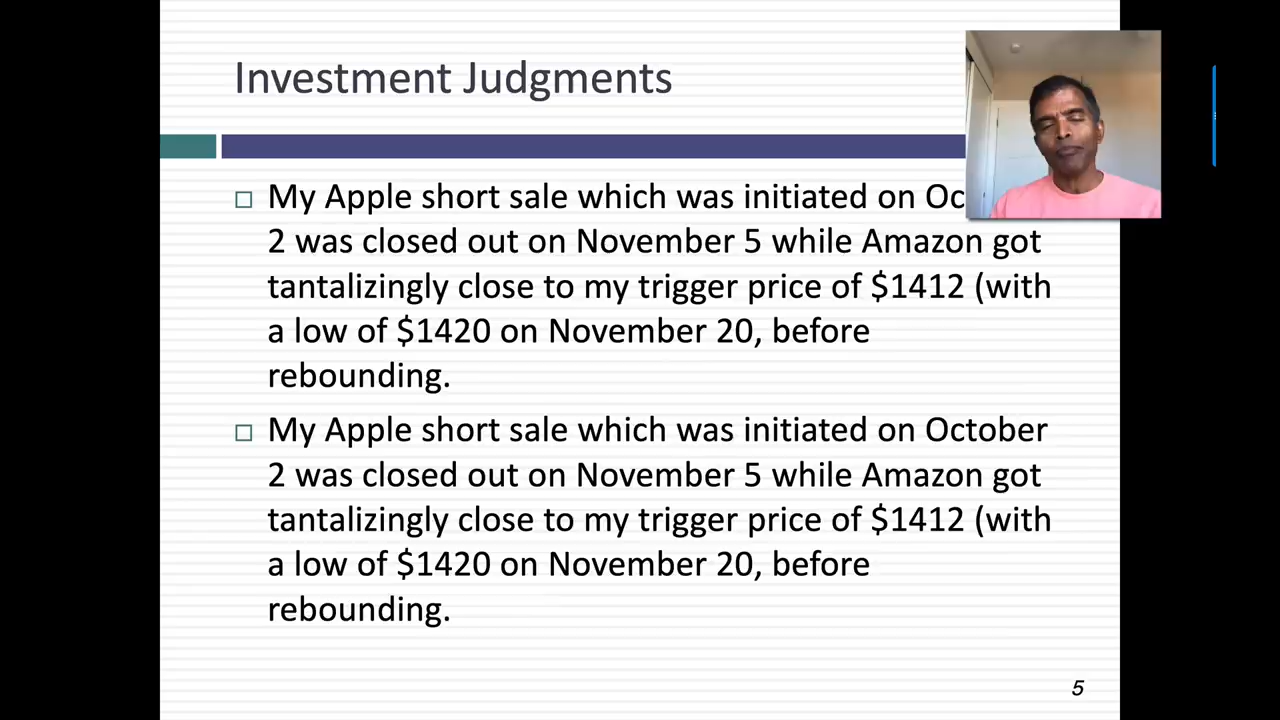 Investment Judgments
My Apple short sale which was initiated on Oc
2 was closed out on November 5 while Amazon got
tantalizingly close to my trigger price of $1412 (with
a low of $1420 on November 20, before
rebounding.
My Apple short sale which was initiated on October
2 was closed out on November 5 while Amazon got
tantalizingly close to my trigger price of $1412 (with
a low of $1420 on November 20, before
rebounding.
5